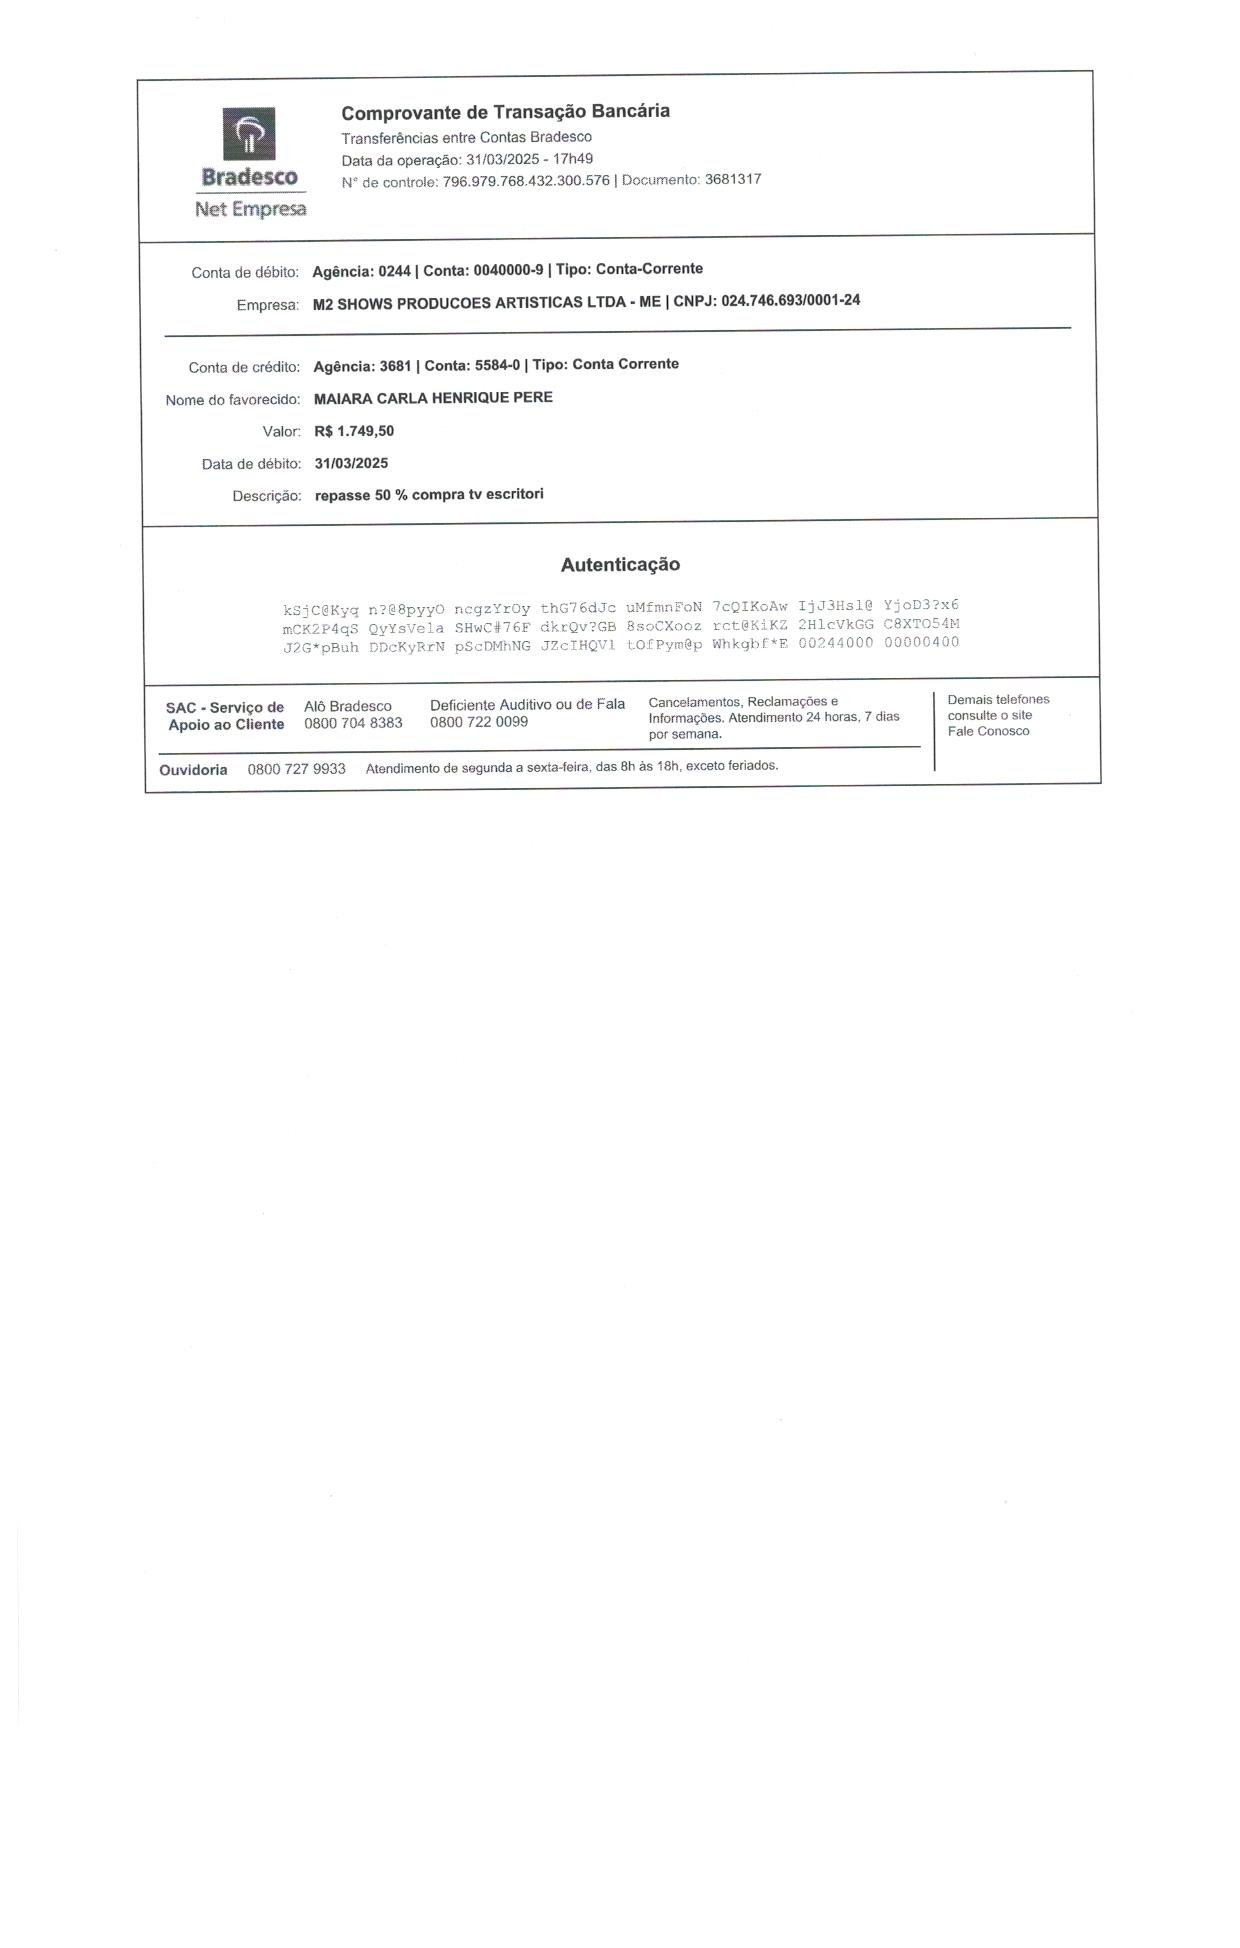 Bradesco
Net Empresa
Comprovante de Transação Bancária
Transferências entre Contas Bradesco
Data da operação: 31/03/2025 - 17h49
N° de controle: 796.979.768.432.300.576 | Documento: 3681317
Conta de débito: Agência: 0244 | Conta: 0040000-9 | Tipo: Conta-Corrente
Empresa: M2 SHOWS PRODUCOES ARTISTICAS LTDA - ME | CNPJ: 024.746.693/0001-24
Conta de crédito: Agência: 3681 | Conta: 5584-0 | Tipo: Conta Corrente
Nome do favorecido: MAIARA CARLA HENRIQUE PERE
Valor: R$ 1.749,50
Data de débito: 31/03/2025
Descrição: repasse 50 % compra tv escritori
Autenticação
kSjC@Kyq n?@8pyyO ncgzYrOy thG76dJc uMfmnFoN 7cQIKoAw IjJ3Hsl@ YjoD3?x6
mCK2P4qS QyYsVela SHwC#76F dkrQv?GB 8soCXooz rct@KiKZ 2HlcVkGG C8XTO54M
J2G*pBuh DDcKyRrN pScDMhNG JZcIHQVl tOfPym@p Whkgbf*E 00244000 00000400
SAC - Serviço de
Apoio ao Cliente
Alô Bradesco
0800 704 8383
Deficiente Auditivo ou de Fala
0800 722 0099
Cancelamentos, Reclamações e
Informações. Atendimento 24 horas, 7 dias
por semana.
Demais telefones
consulte o site
Fale Conosco
Ouvidoria 0800 727 9933 Atendimento de segunda a sexta-feira, das 8h às 18h, exceto feriados.